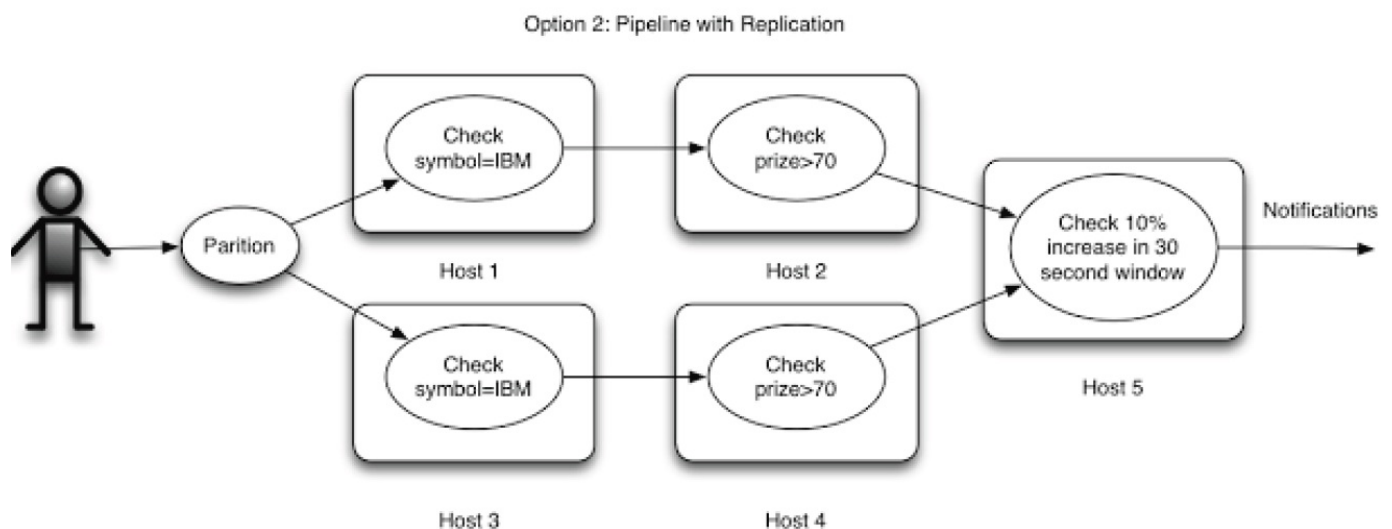 Option 2: Pipeline with Replication
Check
symbol=IBM
Check
prize>70
Parition
Host 1
Host 2
Check 10%
increase in 30
second window
Notifications
Check
symbol=IBM
Check
prize>70
Host 5
Host 3
Host 4